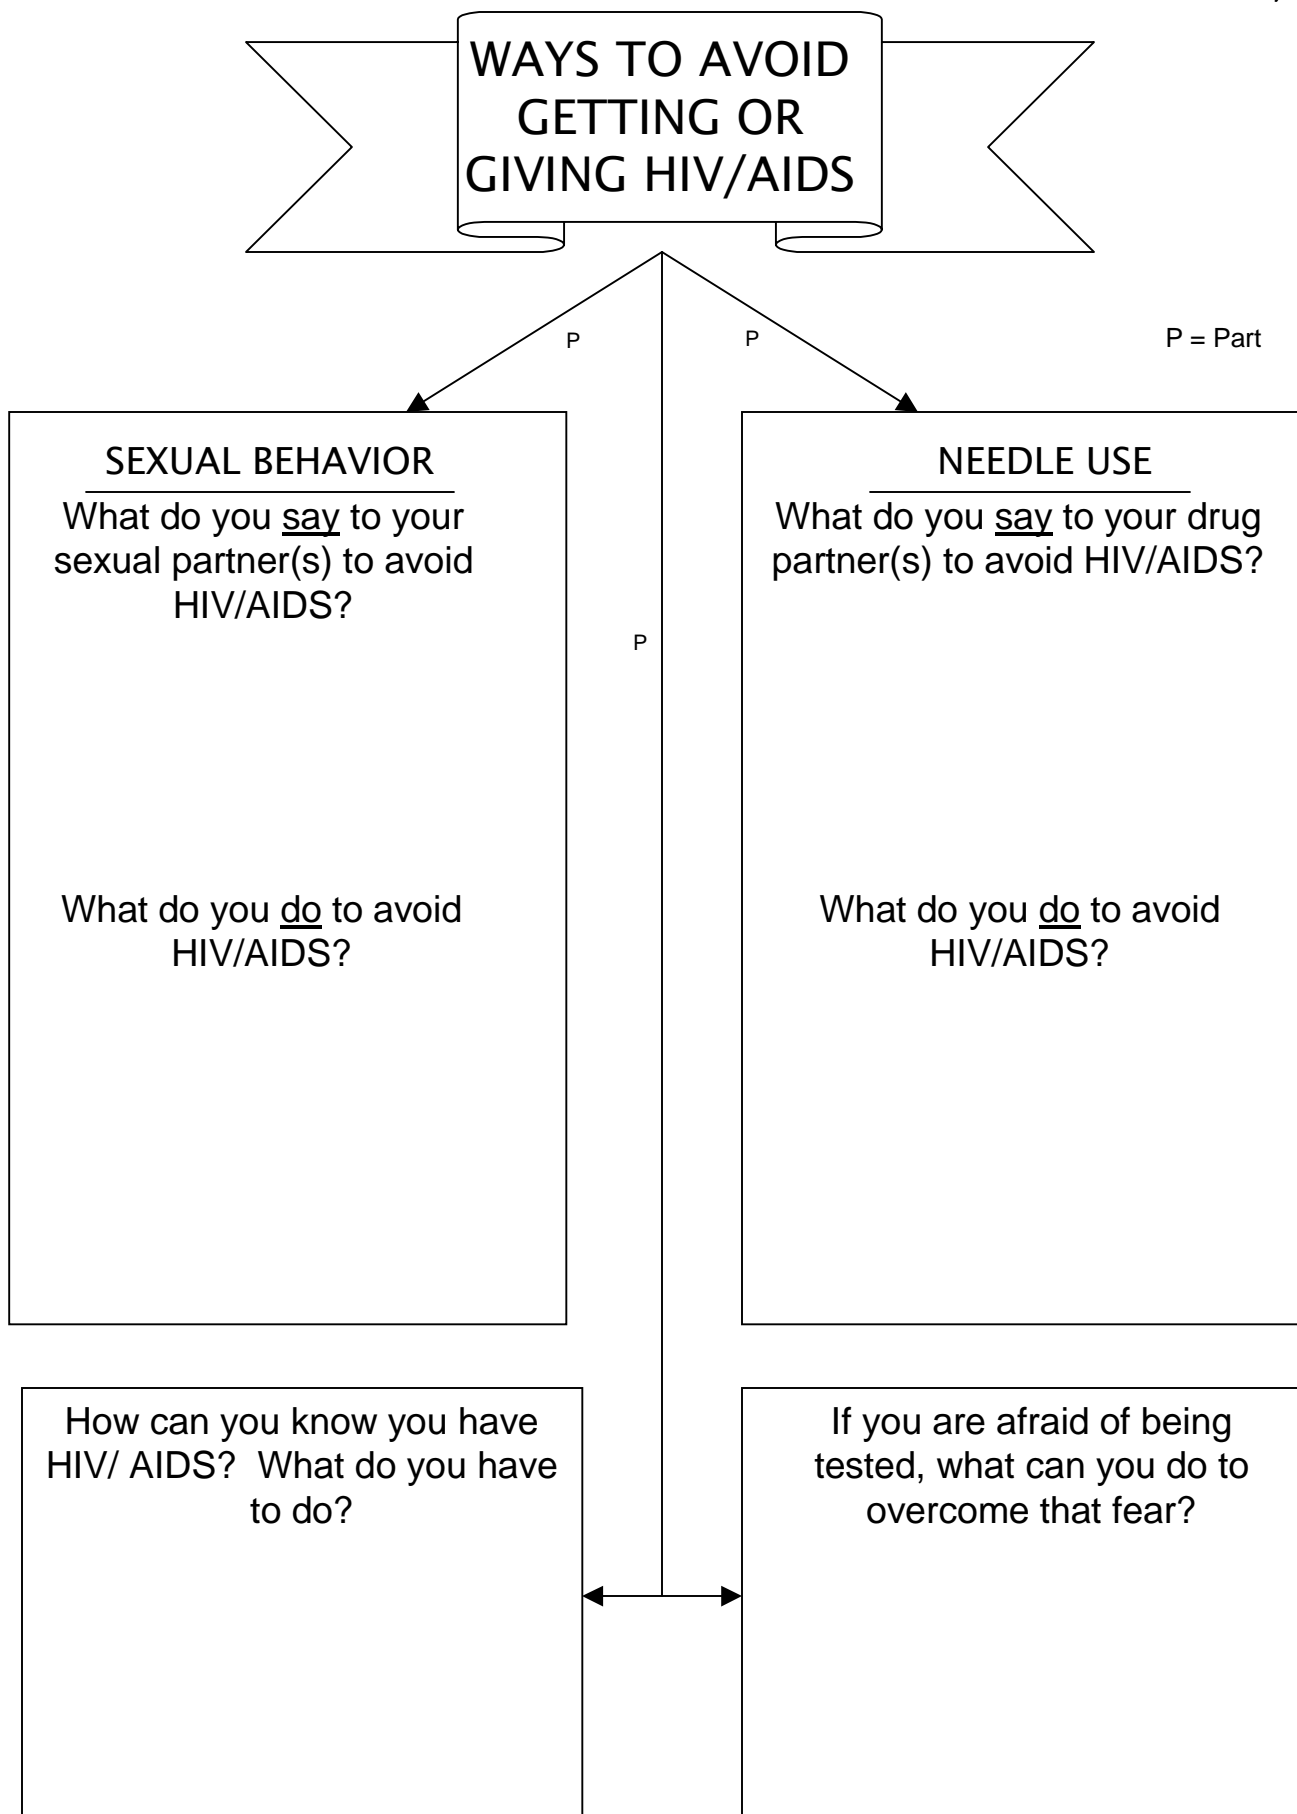 WAYS TO AVOID
GETTING OR
GIVING HIV/AIDS
P
P
P = Part
SEXUAL BEHAVIOR
What do you say to your
sexual partner(s) to avoid
HIV/AIDS?
P
What do you do to avoid
HIV/AIDS?
NEEDLE USE
What do you say to your drug
partner(s) to avoid HIV/AIDS?
What do you do to avoid
HIV/AIDS?
How can you know you have
HIV/ AIDS?  What do you have
to do?
If you are afraid of being
tested, what can you do to
overcome that fear?